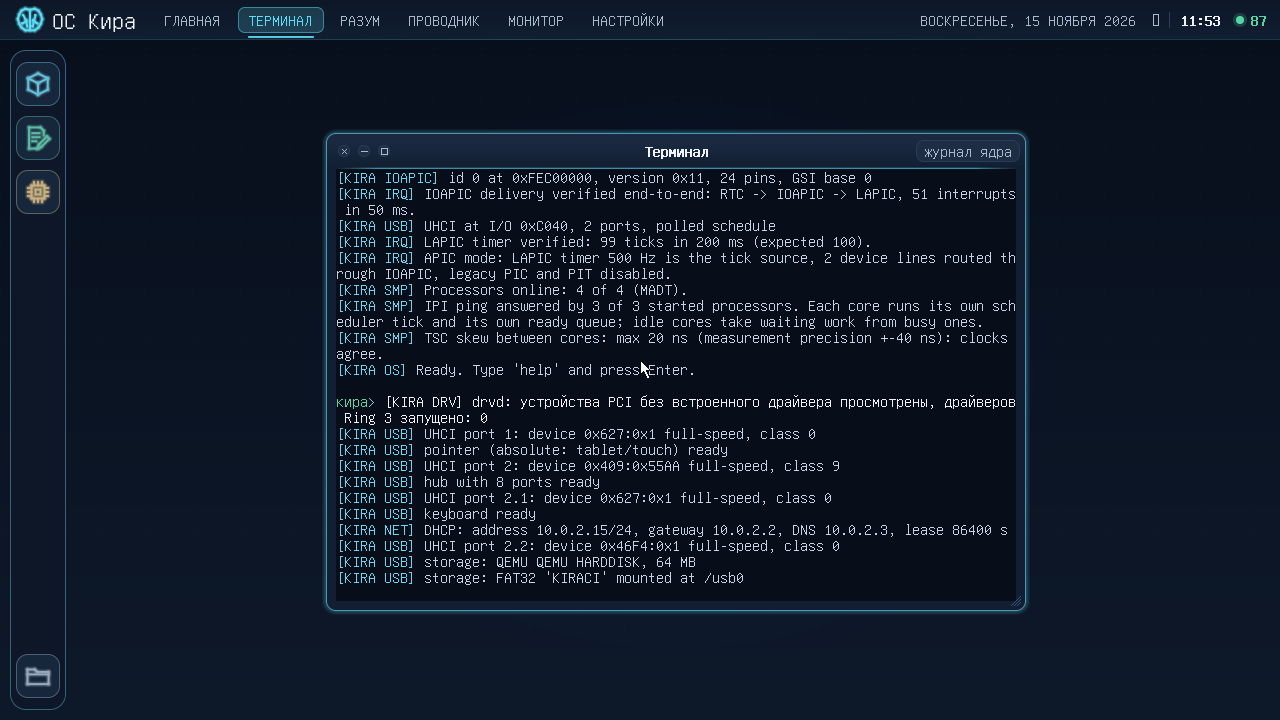 ОС Кира ГЛАВНАЯ ТЕРМИНАЛ РАЗУМ ПРОВОДНИК МОНИТОР НАСТРОЙКИ ВОСКРЕСЕНЬЕ, 15 НОЯБРЯ 2026 11:53 87
Терминал журнал ядра
[KIRA IOAPIC] id 0 at 0xFEC00000, version 0x11, 24 pins, GSI base 0
[KIRA IRQ] IOAPIC delivery verified end-to-end: RTC -> IOAPIC -> LAPIC, 51 interrupts
in 50 ms.
[KIRA USB] UHCI at I/O 0xC040, 2 ports, polled schedule
[KIRA IRQ] LAPIC timer verified: 99 ticks in 200 ms (expected 100).
[KIRA IRQ] APIC mode: LAPIC timer 500 Hz is the tick source, 2 device lines routed th
rough IOAPIC, legacy PIC and PIT disabled.
[KIRA SMP] Processors online: 4 of 4 (MADT).
[KIRA SMP] IPI ping answered by 3 of 3 started processors. Each core runs its own sch
eduler tick and its own ready queue; idle cores take waiting work from busy ones.
[KIRA SMP] TSC skew between cores: max 20 ns (measurement precision +-40 ns): clocks
agree.
[KIRA OS] Ready. Type 'help' and press Enter.
кира> [KIRA DRV] drvd: устройства PCI без встроенного драйвера просмотрены, драйверов
Ring 3 запущено: 0
[KIRA USB] UHCI port 1: device 0x627:0x1 full-speed, class 0
[KIRA USB] pointer (absolute: tablet/touch) ready
[KIRA USB] UHCI port 2: device 0x409:0x55AA full-speed, class 9
[KIRA USB] hub with 8 ports ready
[KIRA USB] UHCI port 2.1: device 0x627:0x1 full-speed, class 0
[KIRA USB] keyboard ready
[KIRA NET] DHCP: address 10.0.2.15/24, gateway 10.0.2.2, DNS 10.0.2.3, lease 86400 s
[KIRA USB] UHCI port 2.2: device 0x46F4:0x1 full-speed, class 0
[KIRA USB] storage: QEMU QEMU HARDDISK, 64 MB
[KIRA USB] storage: FAT32 'KIRACI' mounted at /usb0